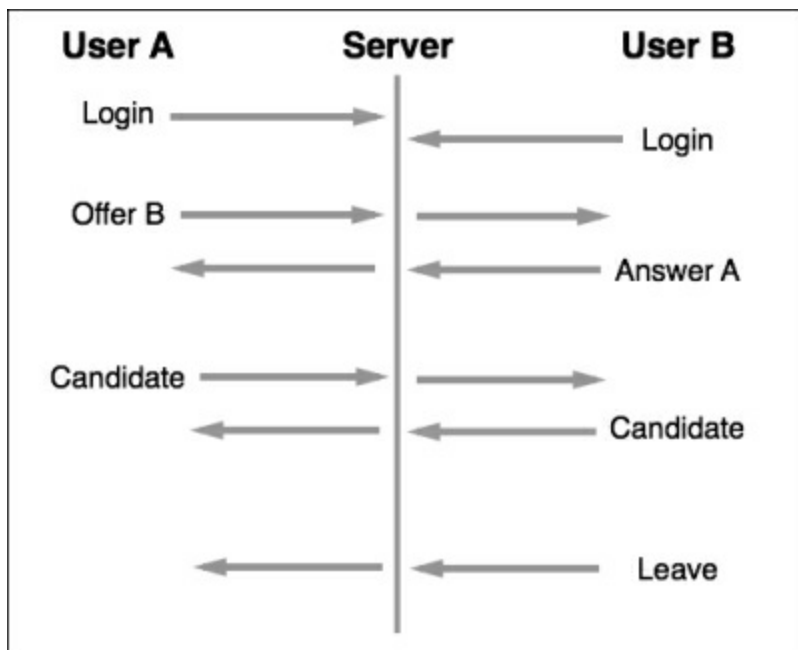 User A Server User B
Login
Login
Offer B
Answer A
Candidate
Candidate
Leave